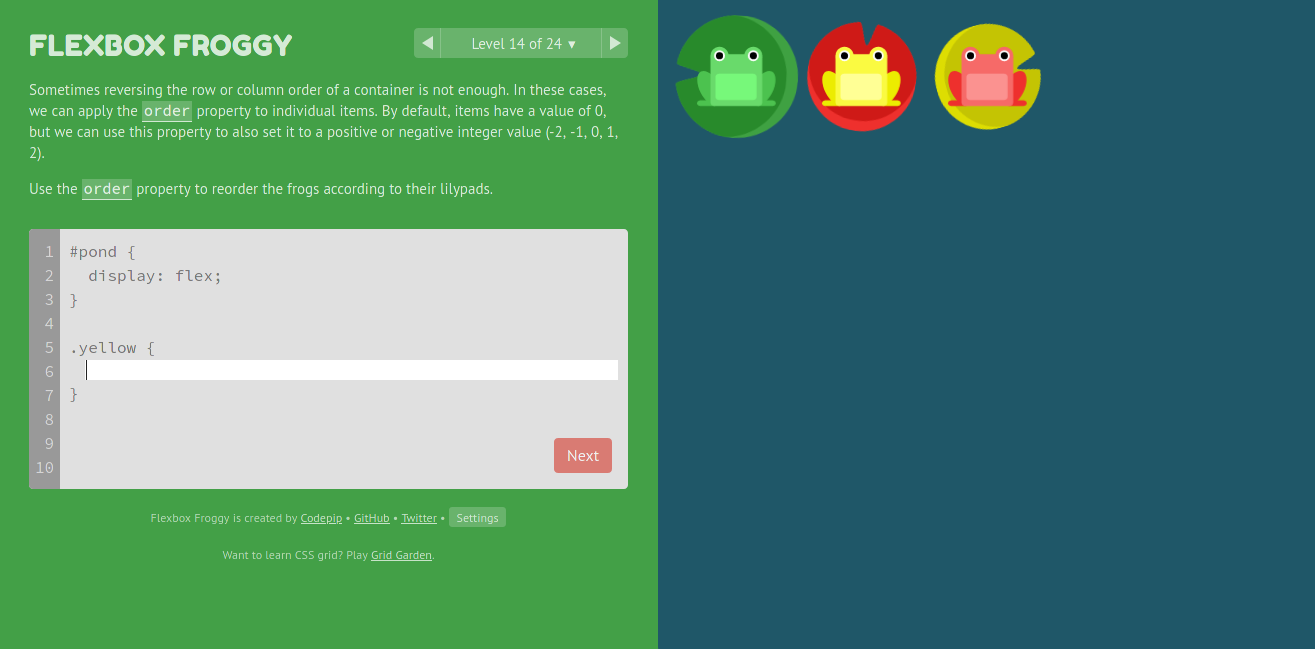 FLEXBOX FROGGY
◀ Level 14 of 24 ▾ ▶
Sometimes reversing the row or column order of a container is not enough. In these cases,
we can apply the order property to individual items. By default, items have a value of 0,
but we can use this property to also set it to a positive or negative integer value (-2, -1, 0, 1,
2).
Use the order property to reorder the frogs according to their lilypads.
1 #pond {
2   display: flex;
3 }
4
5 .yellow {
6
7 }
8
9
10
Next
Flexbox Froggy is created by Codepip • GitHub • Twitter • Settings
Want to learn CSS grid? Play Grid Garden.